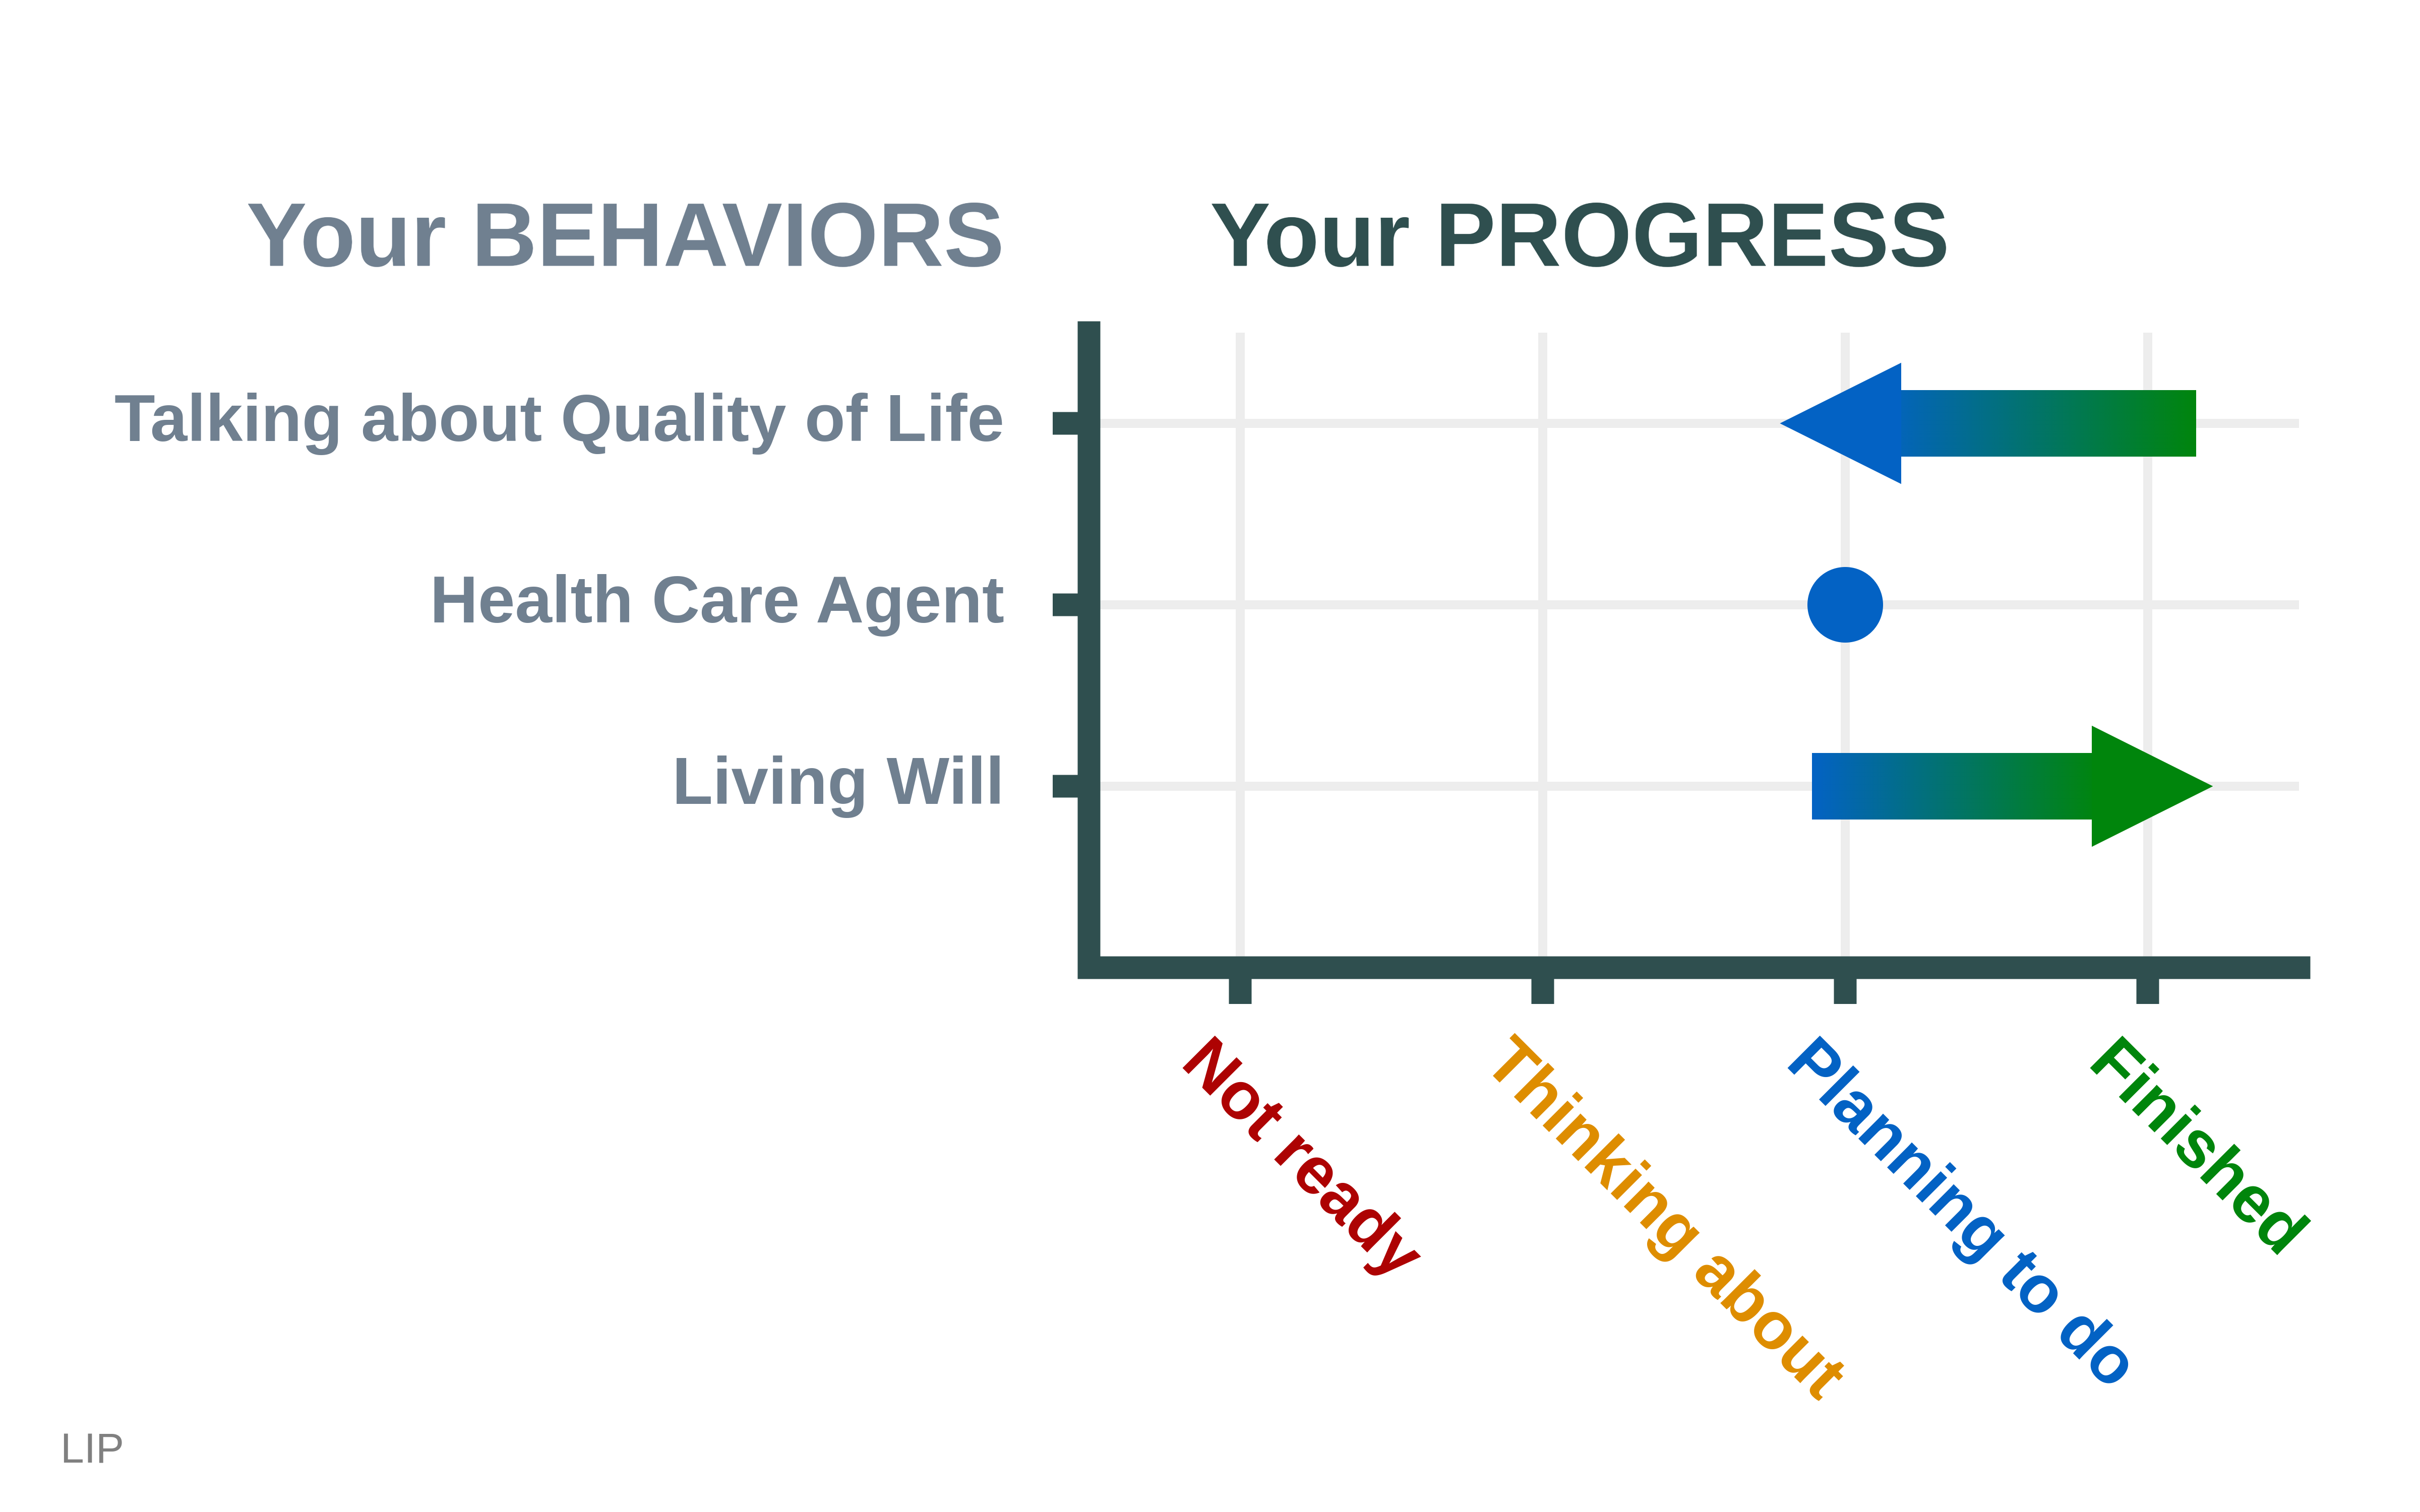 Your BEHAVIORS
Your PROGRESS
Talking about Quality of Life
Health Care Agent
Living Will
Not ready
Thinking about
Planning to do
Finished
LIP